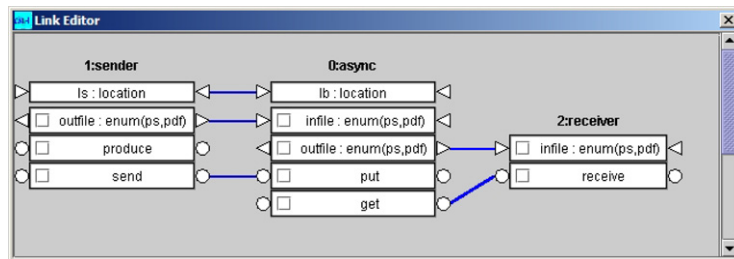 Link Editor
1:sender
ls : location
outfile : enum(ps,pdf)
produce
send
0:async
lb : location
infile : enum(ps,pdf)
outfile : enum(ps,pdf)
put
get
2:receiver
infile : enum(ps,pdf)
receive